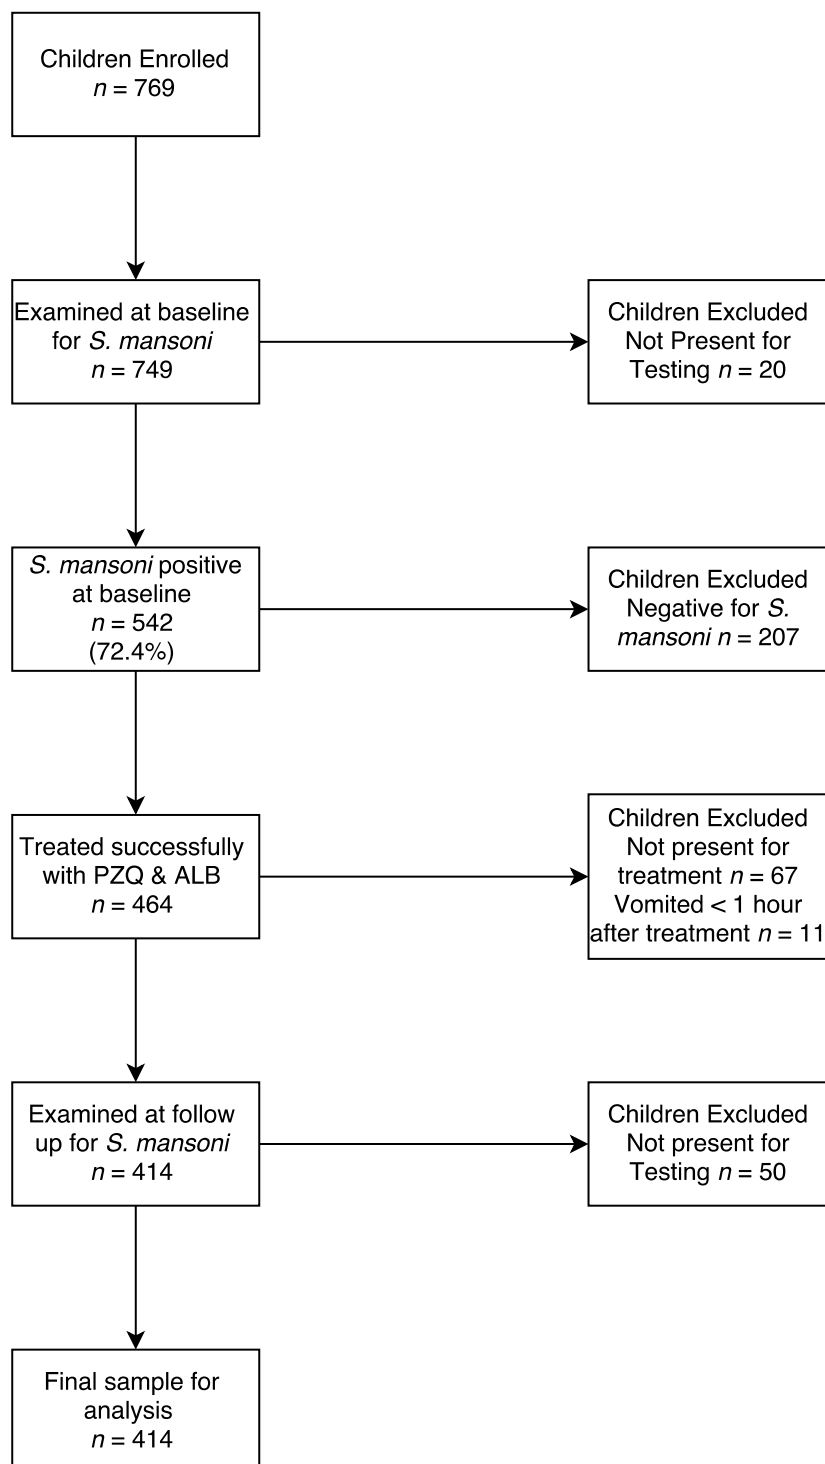 Children Enrolled
n = 769
Examined at baseline
for S. mansoni
n = 749
Children Excluded
Not Present for
Testing n = 20
S. mansoni positive
at baseline
n = 542
(72.4%)
Children Excluded
Negative for S.
mansoni n = 207
Treated successfully
with PZQ & ALB
n = 464
Children Excluded
Not present for
treatment n = 67
Vomited < 1 hour
after treatment n = 11
Examined at follow
up for S. mansoni
n = 414
Children Excluded
Not present for
Testing n = 50
Final sample for
analysis
n = 414